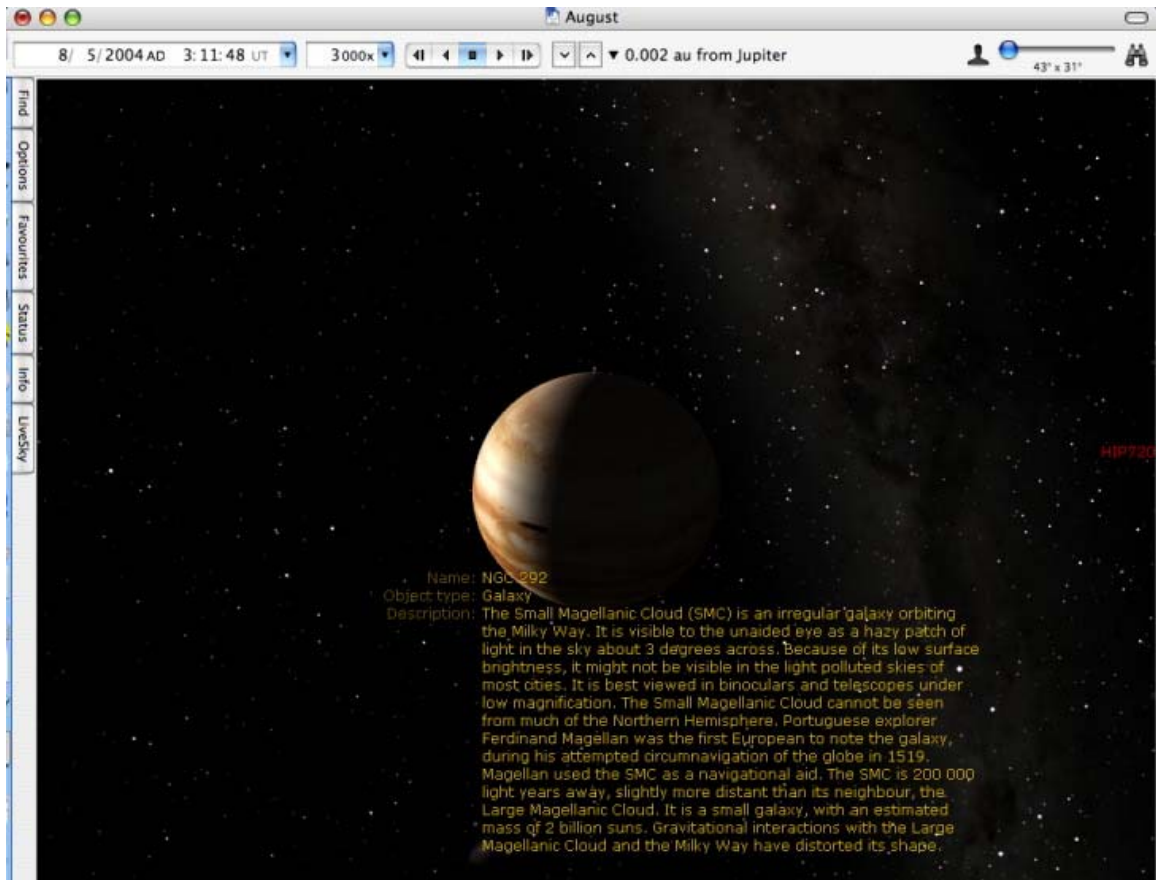 August
8/ 5/2004 AD 3:11:48 UT 3000x 0.002 au from Jupiter
43° x 31°
Find
Options
Favourites
Status
Info
LiveSky
HIP720
Name: NGC 292
Object type: Galaxy
Description: The Small Magellanic Cloud (SMC) is an irregular galaxy orbiting
the Milky Way. It is visible to the unaided eye as a hazy patch of
light in the sky about 3 degrees across. Because of its low surface
brightness, it might not be visible in the light polluted skies of
most cities. It is best viewed in binoculars and telescopes under
low magnification. The Small Magellanic Cloud cannot be seen
from much of the Northern Hemisphere. Portuguese explorer
Ferdinand Magellan was the first European to note the galaxy,
during his attempted circumnavigation of the globe in 1519.
Magellan used the SMC as a navigational aid. The SMC is 200 000
light years away, slightly more distant than its neighbour, the
Large Magellanic Cloud. It is a small galaxy, with an estimated
mass of 2 billion suns. Gravitational interactions with the Large
Magellanic Cloud and the Milky Way have distorted its shape.